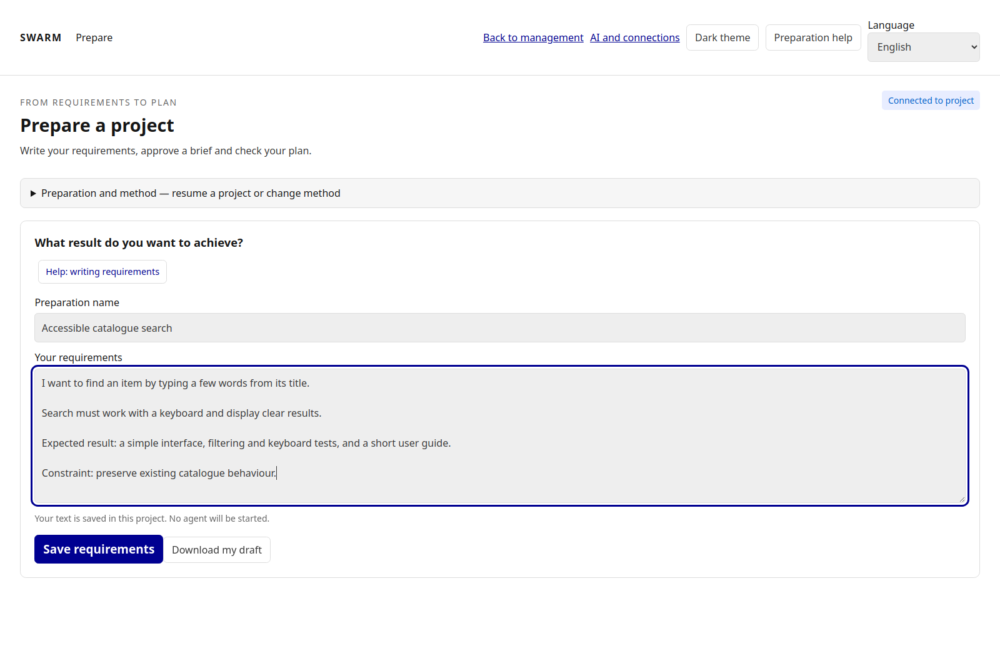 SWARM Prepare
Back to management AI and connections Dark theme Preparation help
Language
English
FROM REQUIREMENTS TO PLAN
Connected to project
Prepare a project
Write your requirements, approve a brief and check your plan.
Preparation and method — resume a project or change method
What result do you want to achieve?
Help: writing requirements
Preparation name
Accessible catalogue search
Your requirements
I want to find an item by typing a few words from its title.
Search must work with a keyboard and display clear results.
Expected result: a simple interface, filtering and keyboard tests, and a short user guide.
Constraint: preserve existing catalogue behaviour.
Your text is saved in this project. No agent will be started.
Save requirements Download my draft